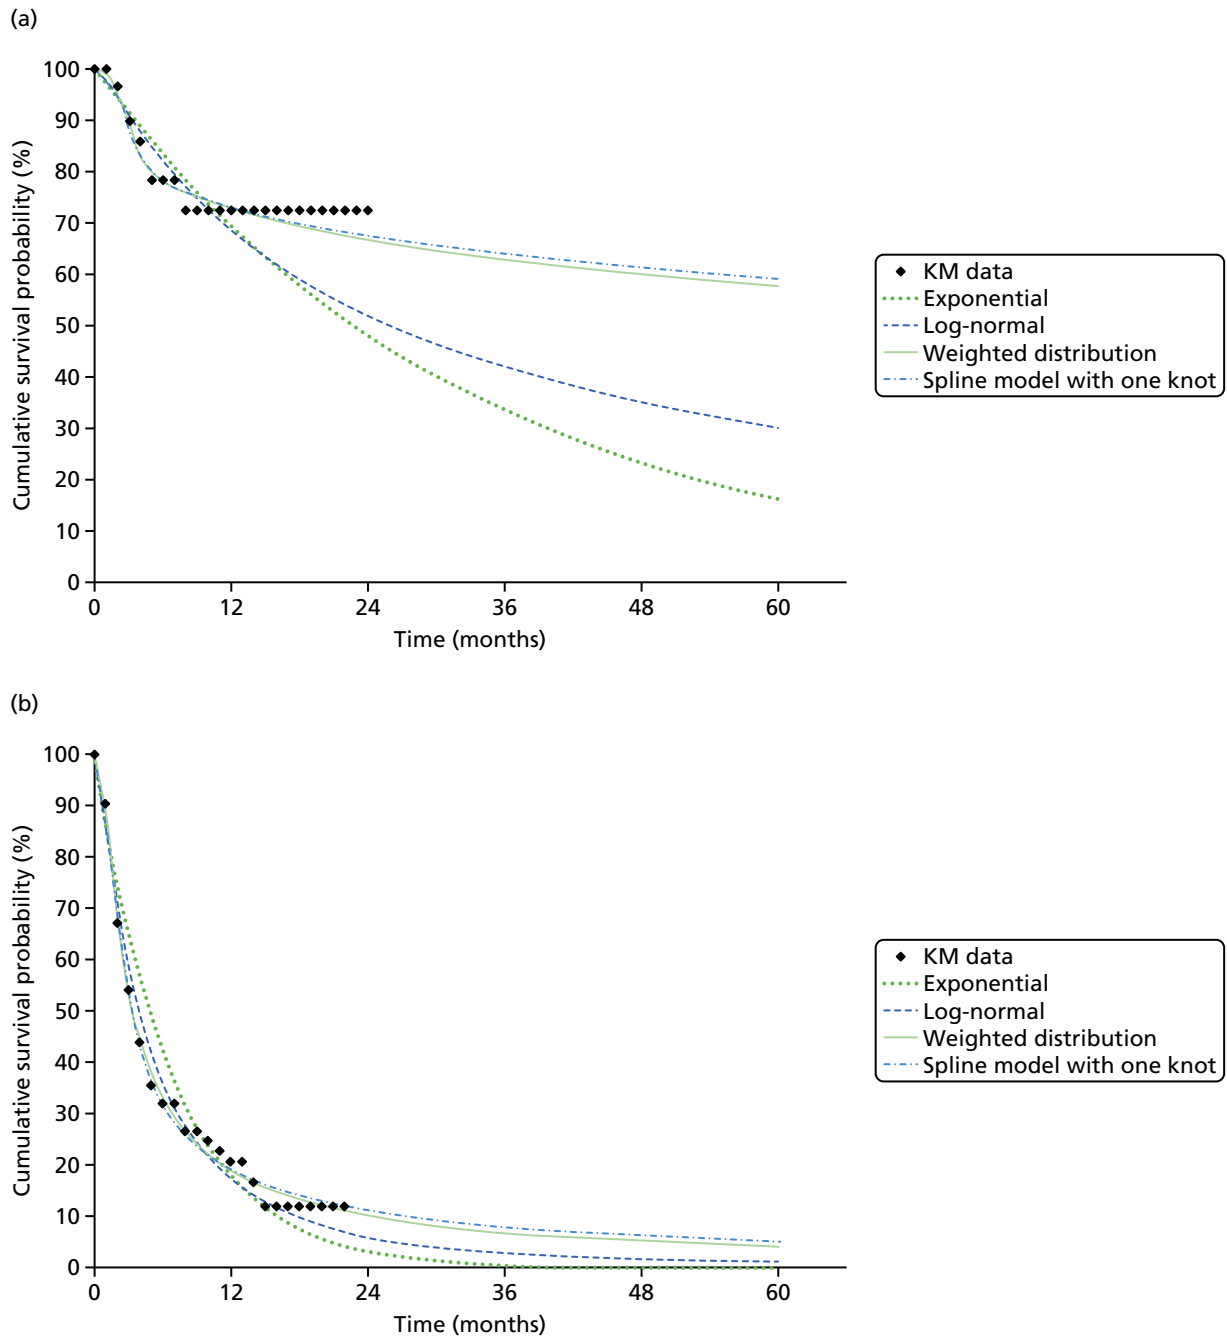 (a)
100
90
80
70
60
50
40
30
20
10
0
Cumulative survival probability (%)
0 12 24 36 48 60
Time (months)
KM data
Exponential
Log-normal
Weighted distribution
Spline model with one knot
(b)
100
90
80
70
60
50
40
30
20
10
0
Cumulative survival probability (%)
0 12 24 36 48 60
Time (months)
KM data
Exponential
Log-normal
Weighted distribution
Spline model with one knot